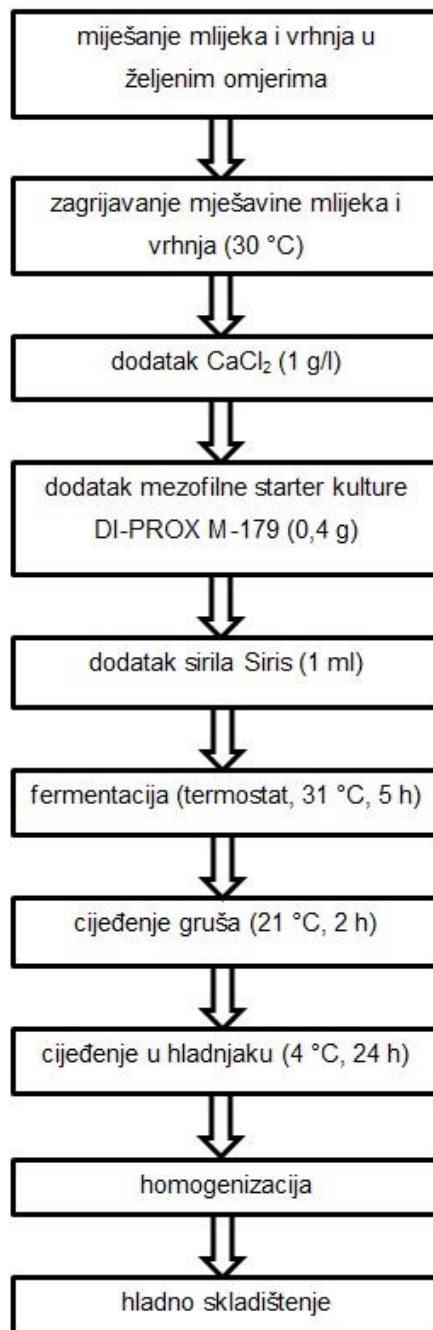 miješanje mlijeka i vrhnja u
željenim omjerima
zagrijavanje mješavine mlijeka i
vrhnja (30 °C)
dodatak CaCl₂ (1 g/l)
dodatak mezofilne starter kulture
DI-PROX M-179 (0,4 g)
dodatak sirila Siris (1 ml)
fermentacija (termostat, 31 °C, 5 h)
cijeđenje gruša (21 °C, 2 h)
cijeđenje u hladnjaku (4 °C, 24 h)
homogenizacija
hladno skladištenje